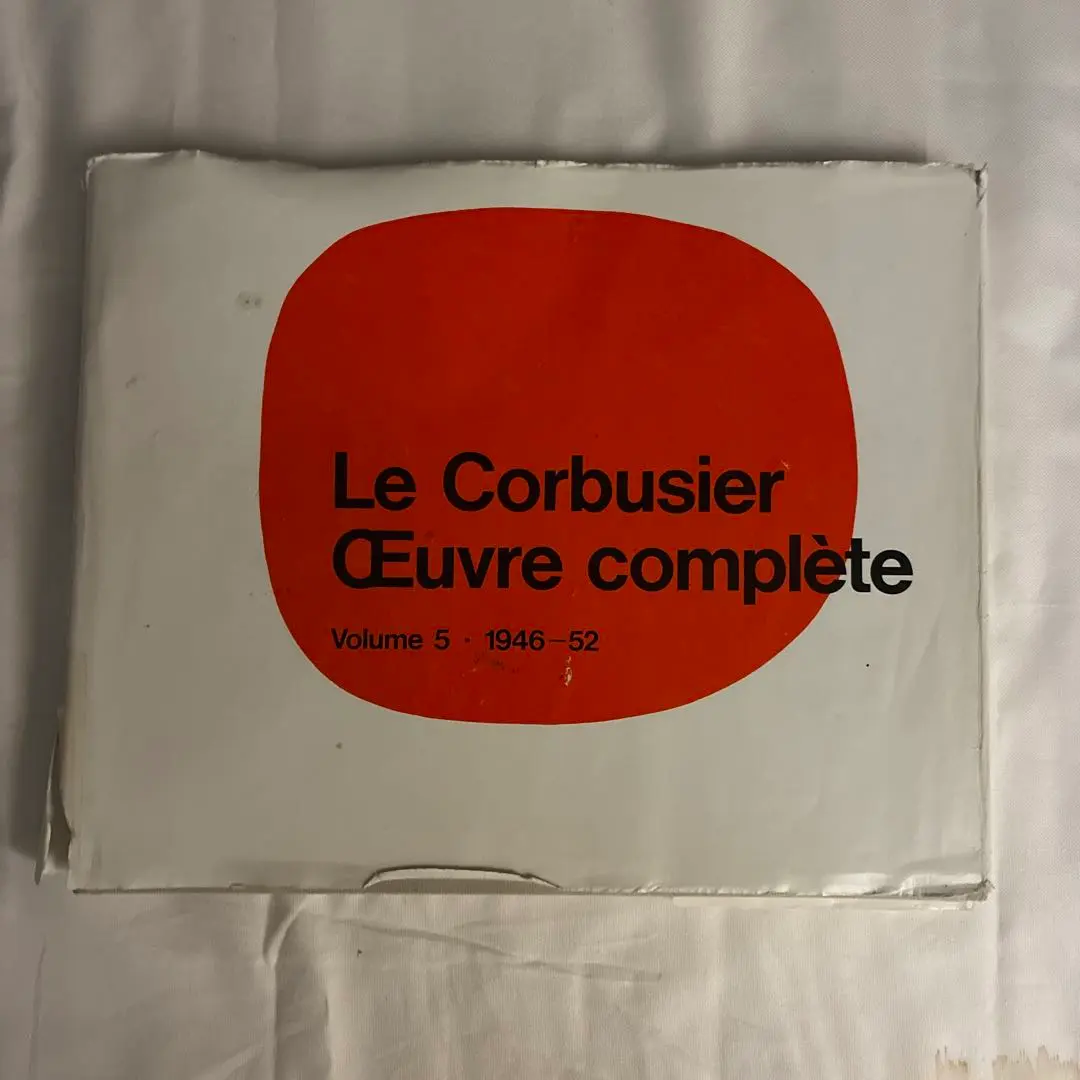 Le Corbusier
Œuvre complète
Volume 5 · 1946–52